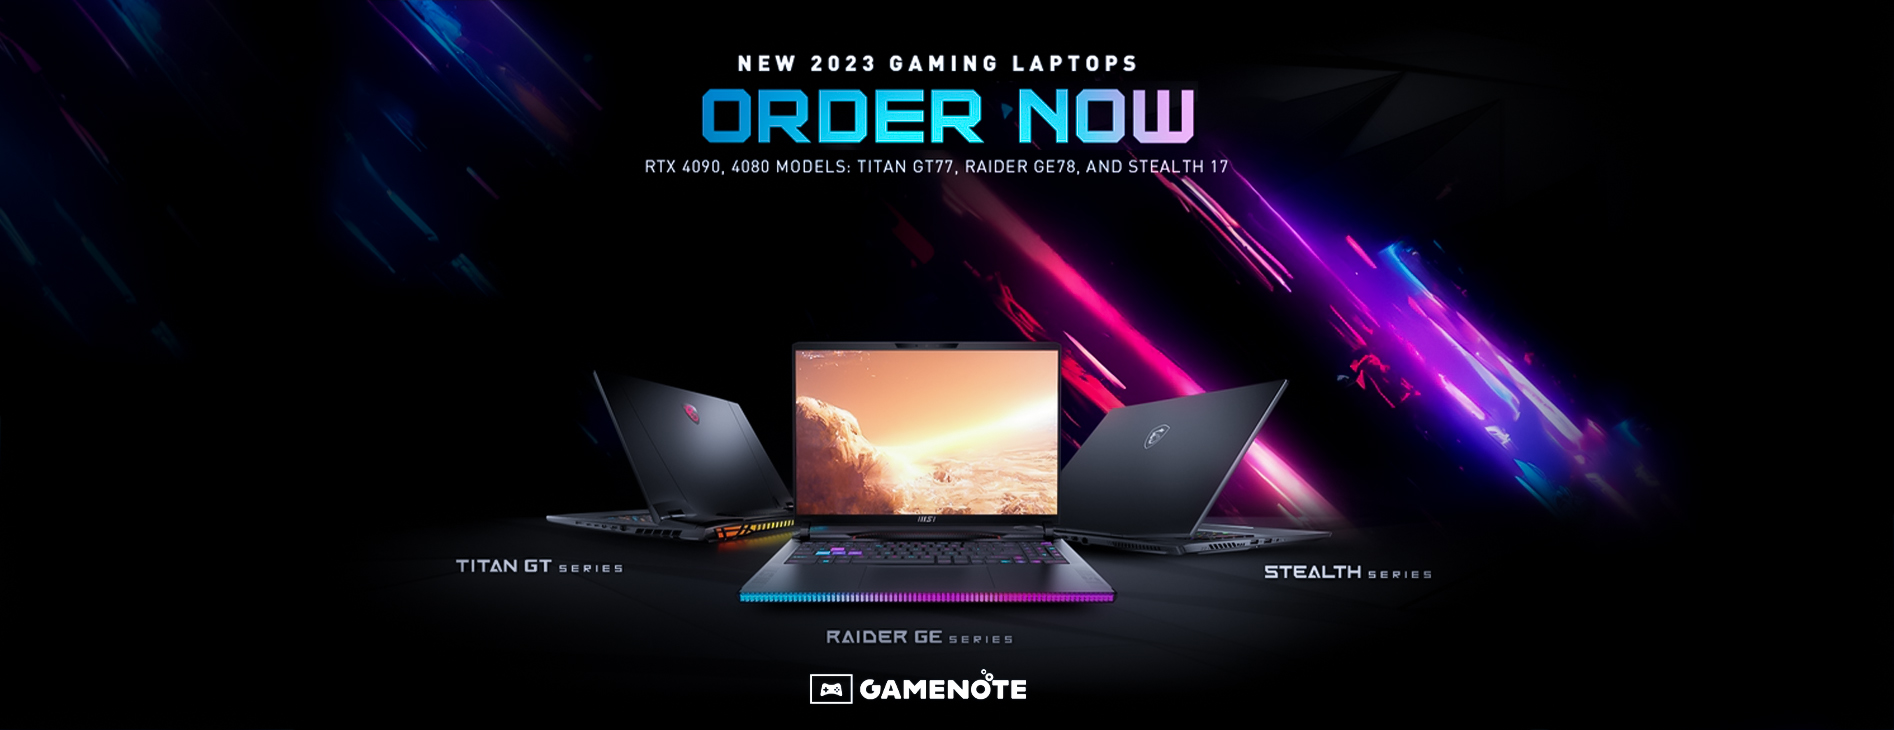 NEW 2023 GAMING LAPTOPS
ORDER NOW
RTX 4090, 4080 MODELS: TITAN GT77, RAIDER GE78, AND STEALTH 17
msi
TITAN GT SERIES
STEALTH SERIES
RAIDER GE SERIES
GAMENOTE